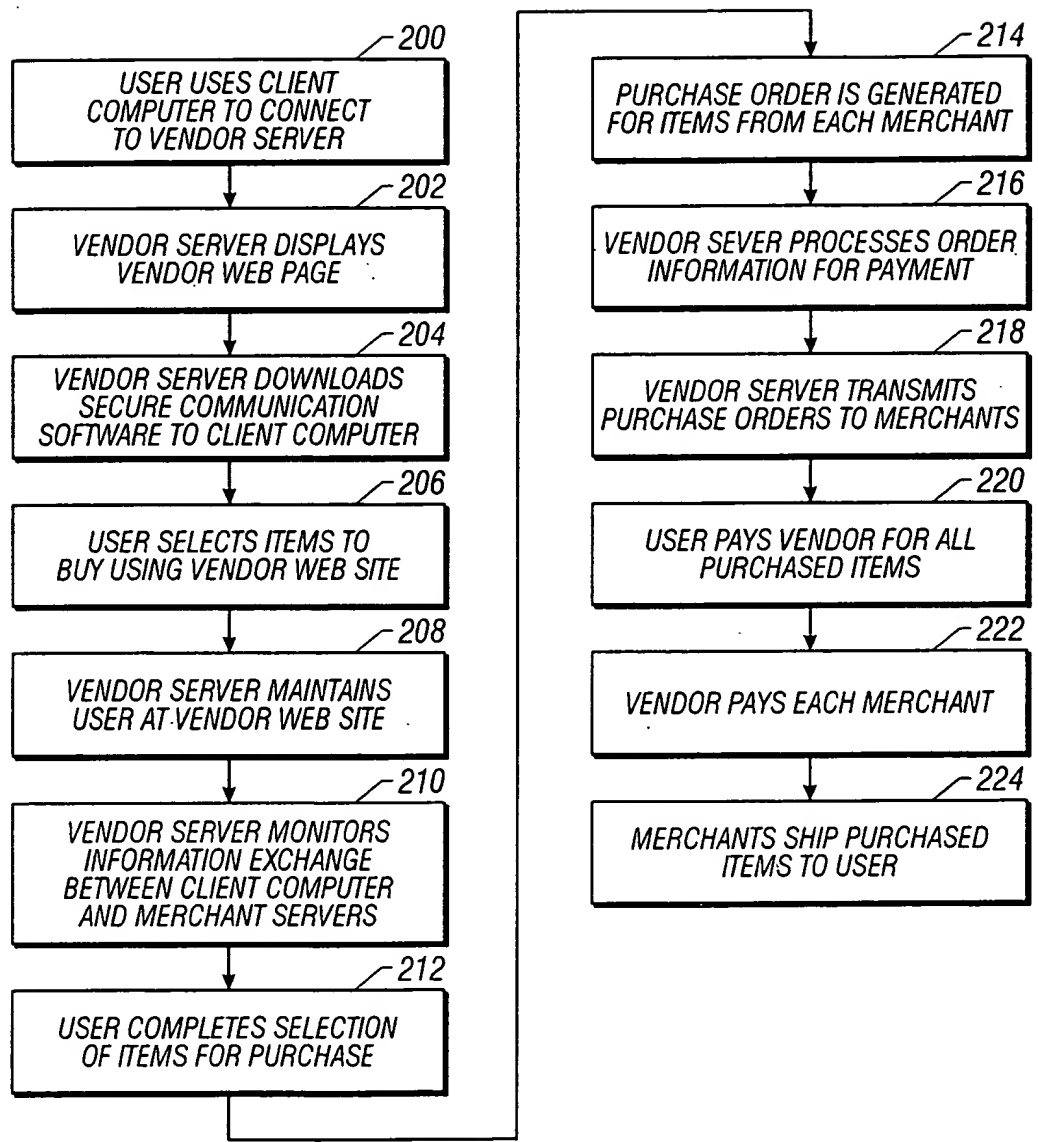 200
USER USES CLIENT
COMPUTER TO CONNECT
TO VENDOR SERVER
202
VENDOR SERVER DISPLAYS
VENDOR WEB PAGE
204
VENDOR SERVER DOWNLOADS
SECURE COMMUNICATION
SOFTWARE TO CLIENT COMPUTER
206
USER SELECTS ITEMS TO
BUY USING VENDOR WEB SITE
208
VENDOR SERVER MAINTAINS
USER AT VENDOR WEB SITE
210
VENDOR SERVER MONITORS
INFORMATION EXCHANGE
BETWEEN CLIENT COMPUTER
AND MERCHANT SERVERS
212
USER COMPLETES SELECTION
OF ITEMS FOR PURCHASE
214
PURCHASE ORDER IS GENERATED
FOR ITEMS FROM EACH MERCHANT
216
VENDOR SEVER PROCESSES ORDER
INFORMATION FOR PAYMENT
218
VENDOR SERVER TRANSMITS
PURCHASE ORDERS TO MERCHANTS
220
USER PAYS VENDOR FOR ALL
PURCHASED ITEMS
222
VENDOR PAYS EACH MERCHANT
224
MERCHANTS SHIP PURCHASED
ITEMS TO USER